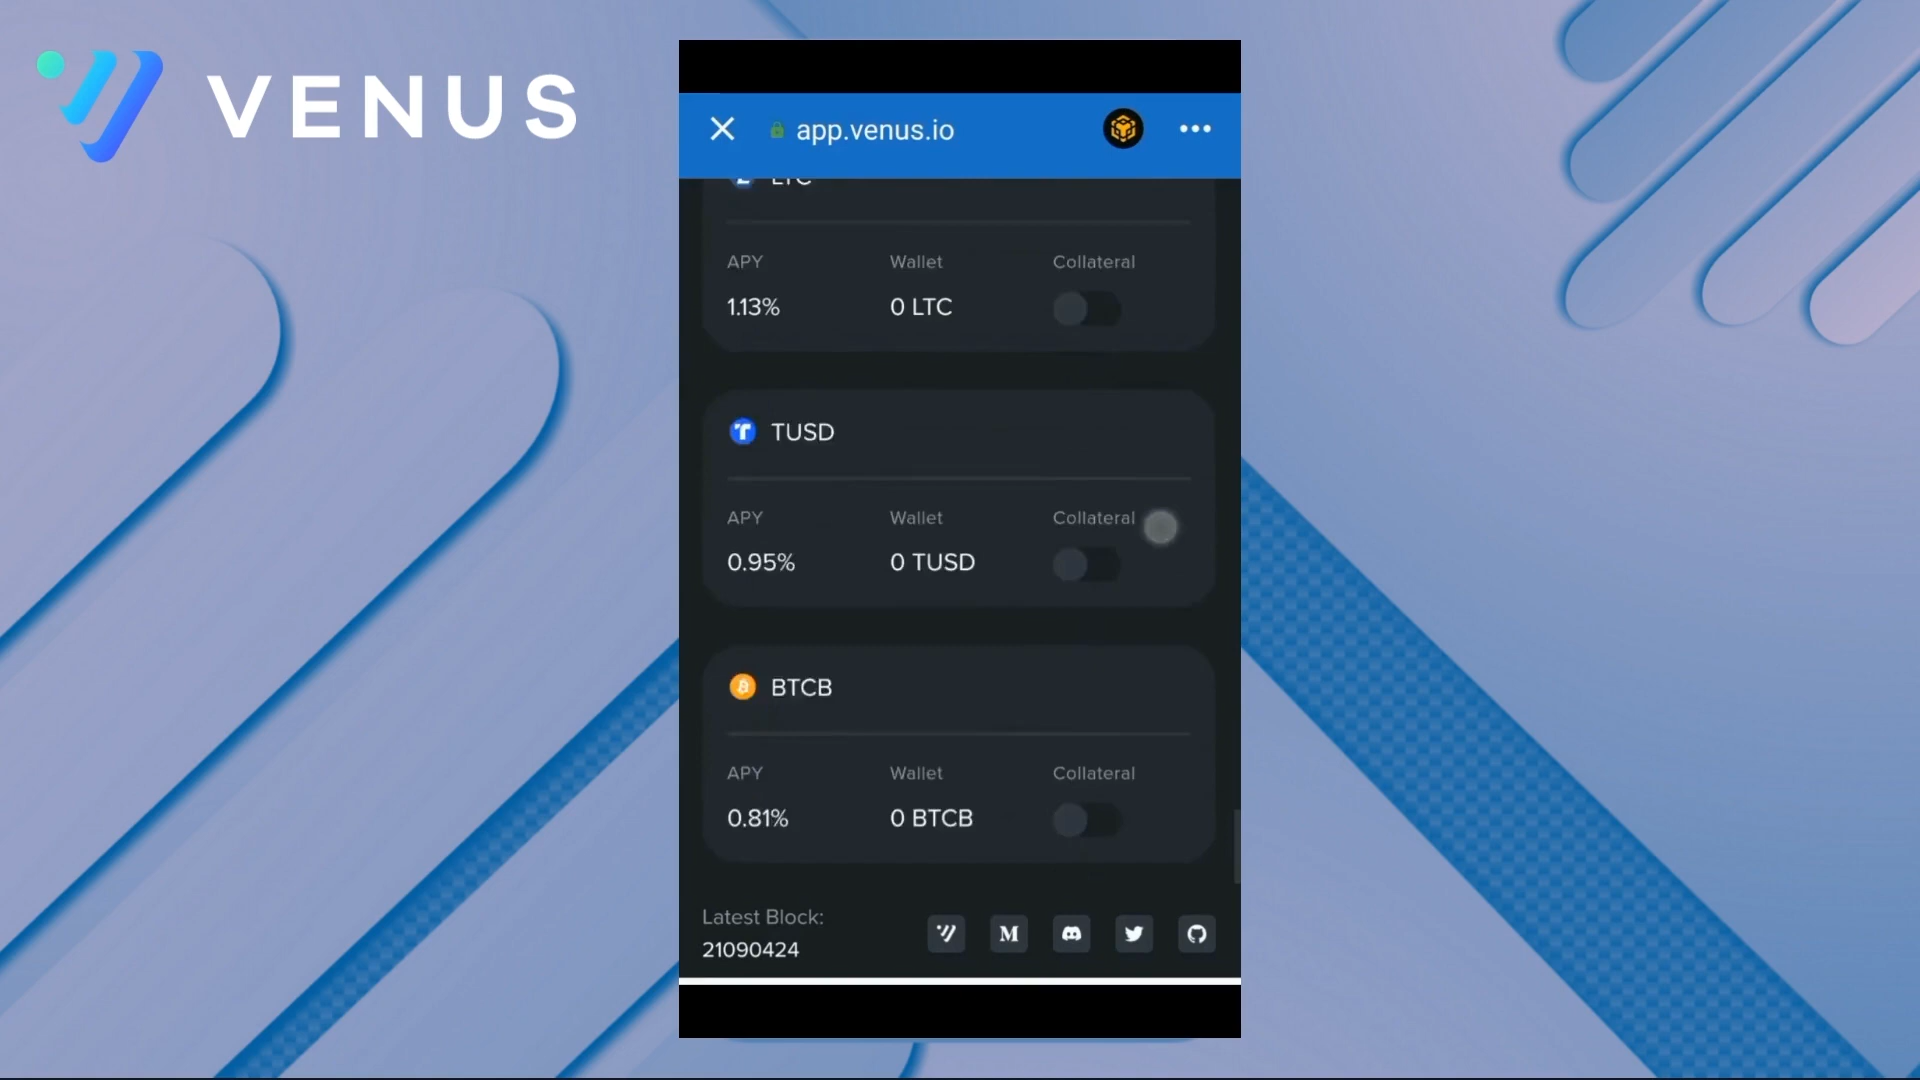 VENUS
app.venus.io
LTC
APY Wallet Collateral
1.13% 0 LTC
TUSD
APY Wallet Collateral
0.95% 0 TUSD
BTCB
APY Wallet Collateral
0.81% 0 BTCB
Latest Block:
21090424